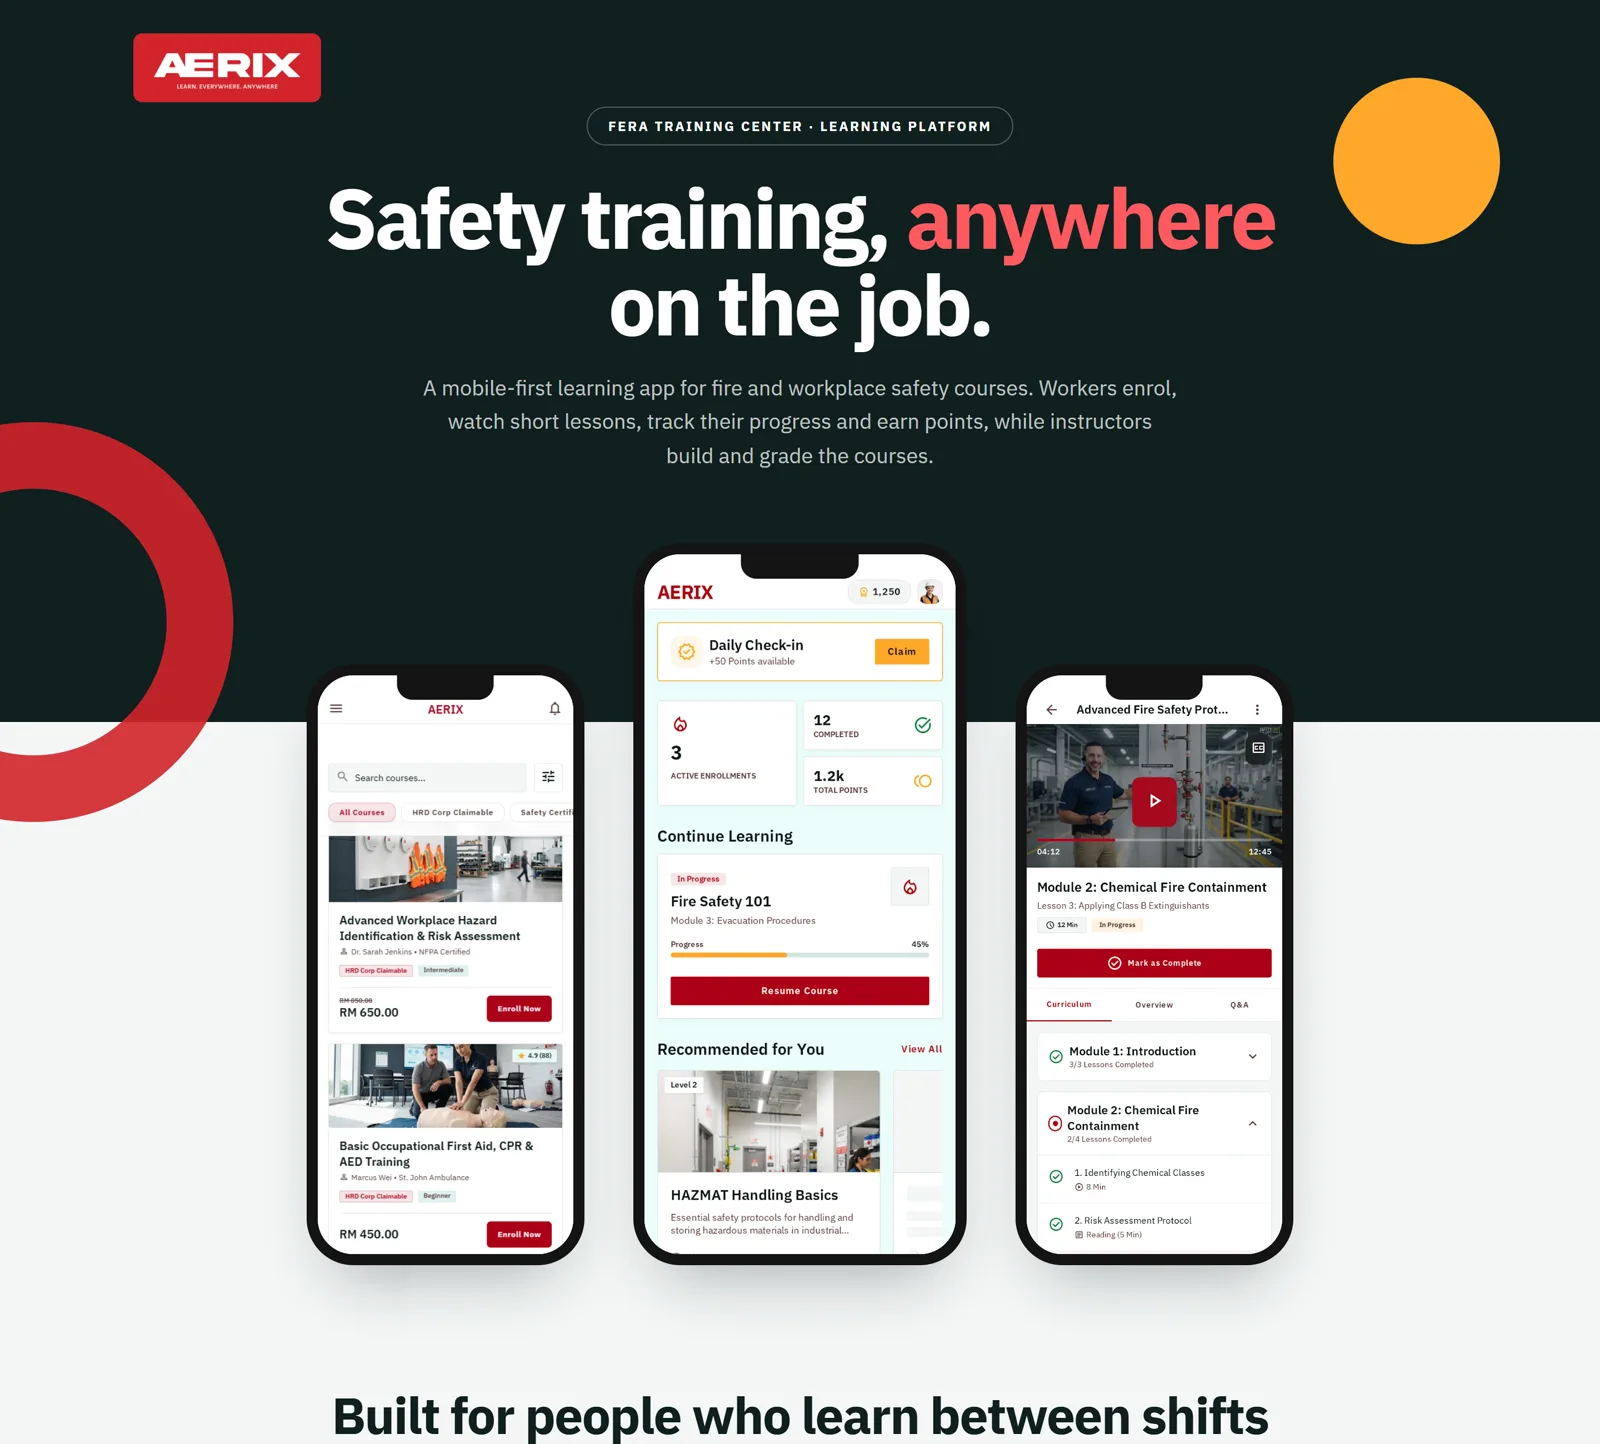 AERIX
LEARN. EVERYWHERE. ANYWHERE
FERA TRAINING CENTER · LEARNING PLATFORM
Safety training, anywhere
on the job.
A mobile-first learning app for fire and workplace safety courses. Workers enrol,
watch short lessons, track their progress and earn points, while instructors
build and grade the courses.
AERIX
Search courses...
All Courses
HRD Corp Claimable
Safety Certifi
Advanced Workplace Hazard
Identification & Risk Assessment
Dr. Sarah Jenkins • NFPA Certified
HRD Corp Claimable
Intermediate
RM 850.00
RM 650.00
Enroll Now
4.9 (88)
Basic Occupational First Aid, CPR &
AED Training
Marcus Wei • St. John Ambulance
HRD Corp Claimable
Beginner
RM 450.00
Enroll Now
AERIX
1,250
Daily Check-in
+50 Points available
Claim
3
ACTIVE ENROLLMENTS
12
COMPLETED
1.2k
TOTAL POINTS
Continue Learning
In Progress
Fire Safety 101
Module 3: Evacuation Procedures
Progress
45%
Resume Course
Recommended for You
View All
Level 2
HAZMAT Handling Basics
Essential safety protocols for handling and
storing hazardous materials in industrial...
Advanced Fire Safety Prot...
CC
04:12
12:45
Module 2: Chemical Fire Containment
Lesson 3: Applying Class B Extinguishants
12 Min
In Progress
Mark as Complete
Curriculum
Overview
Q&A
Module 1: Introduction
3/3 Lessons Completed
Module 2: Chemical Fire
Containment
2/4 Lessons Completed
1. Identifying Chemical Classes
8 Min
2. Risk Assessment Protocol
Reading (5 Min)
Built for people who learn between shifts